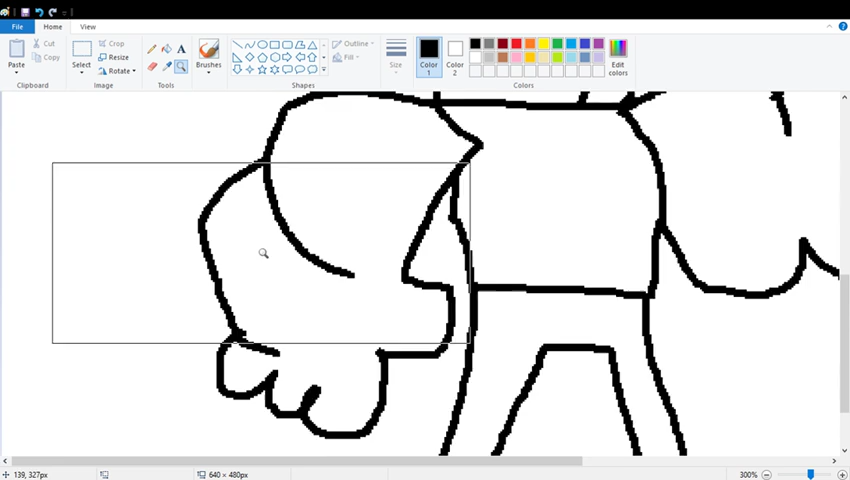 File Home View
Cut
Copy
Paste
Clipboard
Crop
Resize
Rotate
Select
Image
A
Tools
Brushes
Outline
Fill
Shapes
Size
Color
1
Color
2
Edit
colors
Colors
139, 327px
640 × 480px
300%